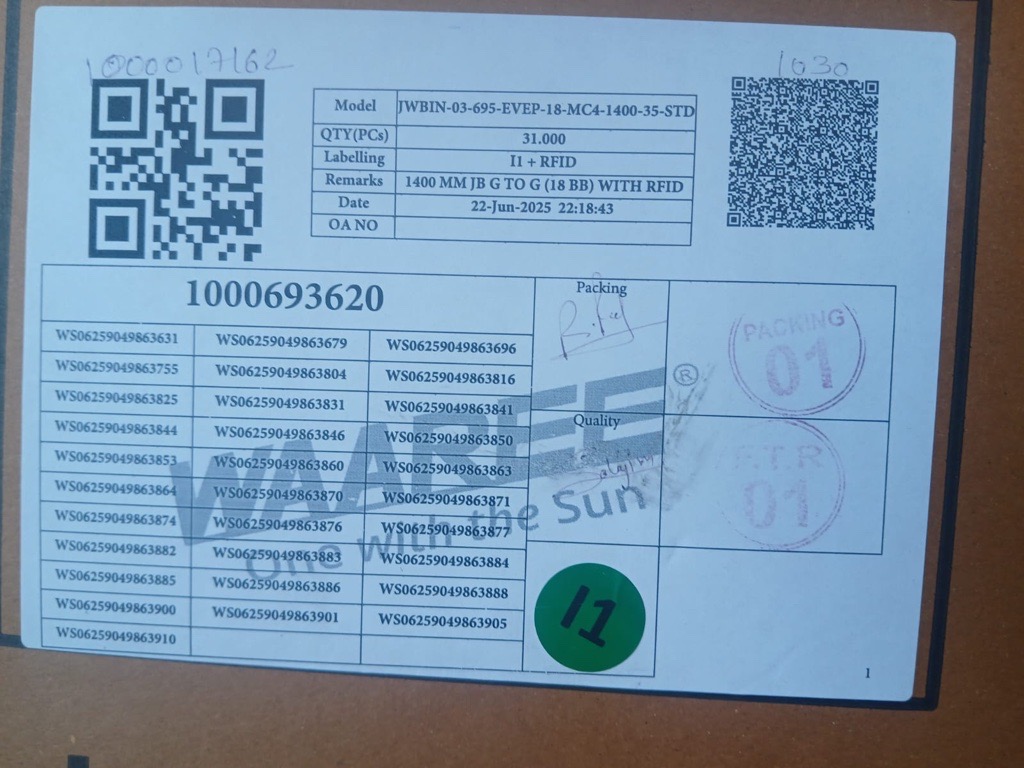 1000017162
1030
Model JWBIN-03-695-EVEP-18-MC4-1400-35-STD
QTY(PCs) 31.000
Labelling I1 + RFID
Remarks 1400 MM JB G TO G (18 BB) WITH RFID
Date 22-Jun-2025 22:18:43
OA NO
1000693620
WS06259049863631 WS06259049863679 WS06259049863696
WS06259049863755 WS06259049863804 WS06259049863816
WS06259049863825 WS06259049863831 WS06259049863841
WS06259049863844 WS06259049863846 WS06259049863850
WS06259049863853 WS06259049863860 WS06259049863863
WS06259049863864 WS06259049863870 WS06259049863871
WS06259049863874 WS06259049863876 WS06259049863877
WS06259049863882 WS06259049863883 WS06259049863884
WS06259049863885 WS06259049863886 WS06259049863888
WS06259049863900 WS06259049863901 WS06259049863905
WS06259049863910
WAAREE®
One with the Sun
Packing
PACKING
01
Quality
F.T.R
01
I1
1